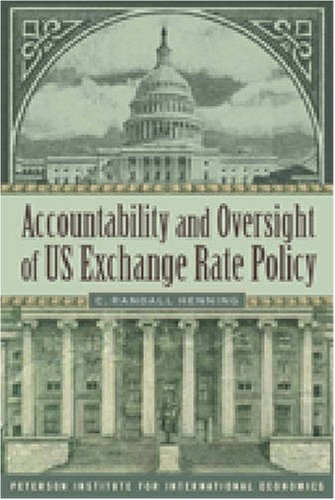 Accountability and Oversight
of US Exchange Rate Policy
C. RANDALL HENNING
PETERSON INSTITUTE FOR INTERNATIONAL ECONOMICS